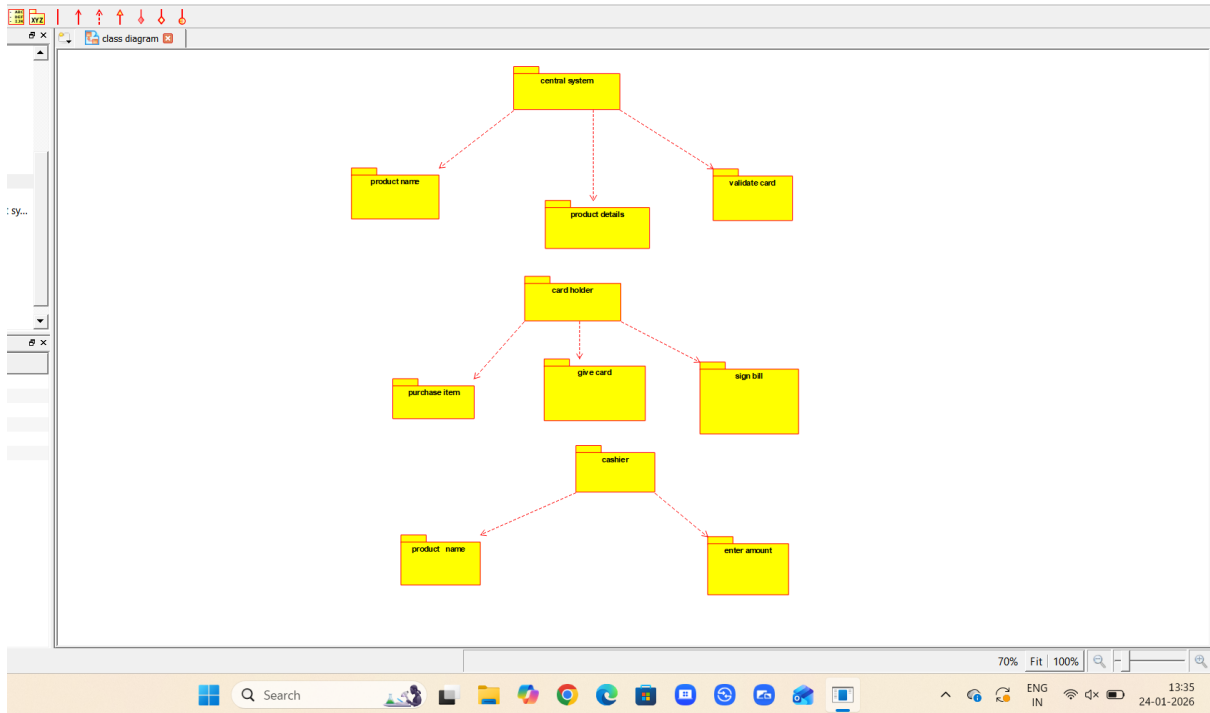 XYZ
class diagram
central system
product name
validate card
: sy...
product details
card holder
give card
sign bill
purchase item
cashier
product name
enter amount
70% Fit 100%
Search
ENG
IN
13:35
24-01-2026